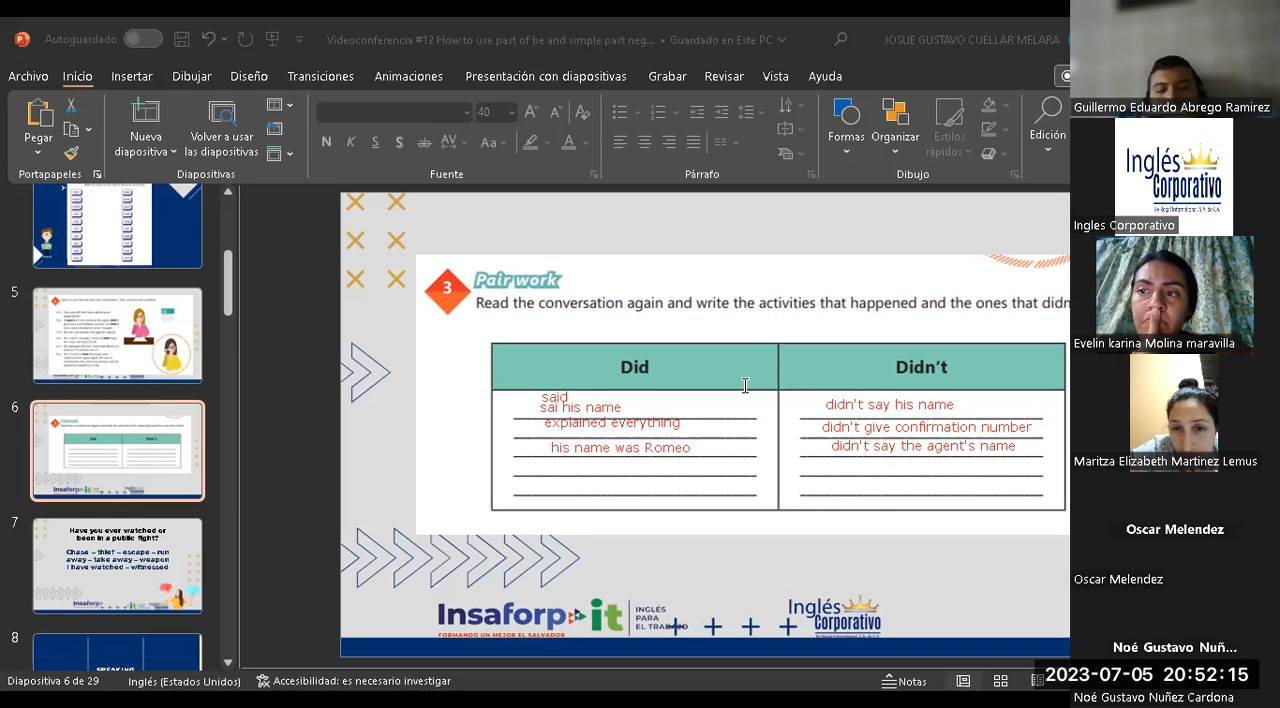 Autoguardado
Videoconferencia #12 How to use past of be and simple past neg... • Guardado en Este PC
JOSUE GUSTAVO CUELLAR MELARA
Archivo Inicio Insertar Dibujar Diseño Transiciones Animaciones Presentación con diapositivas Grabar Revisar Vista Ayuda
Pegar
Nueva diapositiva
Volver a usar las diapositivas
40
N K S S ab AV Aa A
Formas
Organizar
Estilos rápidos
Edición
Portapapeles
Diapositivas
Fuente
Párrafo
Dibujo
5
6
7
Have you ever watched or
been in a public fight?
Chase – thief – escape – run
away – take away – weapon
I have watched – witnessed
8
SPEAKING
3
Pair work
Read the conversation again and write the activities that happened and the ones that didn
Did
Didn't
said
sai his name
explained everything
his name was Romeo
didn't say his name
didn't give confirmation number
didn't say the agent's name
Insaforp it
INGLÉS
PARA
EL TRABAJO
FORMANDO UN MEJOR EL SALVADOR
Inglés
Corporativo
Guillermo Eduardo Abrego Ramirez
Inglés
Corporativo
By Regal International, S.A. de C.V.
Ingles Corporativo
Evelin karina Molina maravilla
Maritza Elizabeth Martinez Lemus
Oscar Melendez
Oscar Melendez
Noé Gustavo Nuñ...
Noé Gustavo Nuñez Cardona
2023-07-05 20:52:15
Diapositiva 6 de 29
Inglés (Estados Unidos)
Accesibilidad: es necesario investigar
Notas